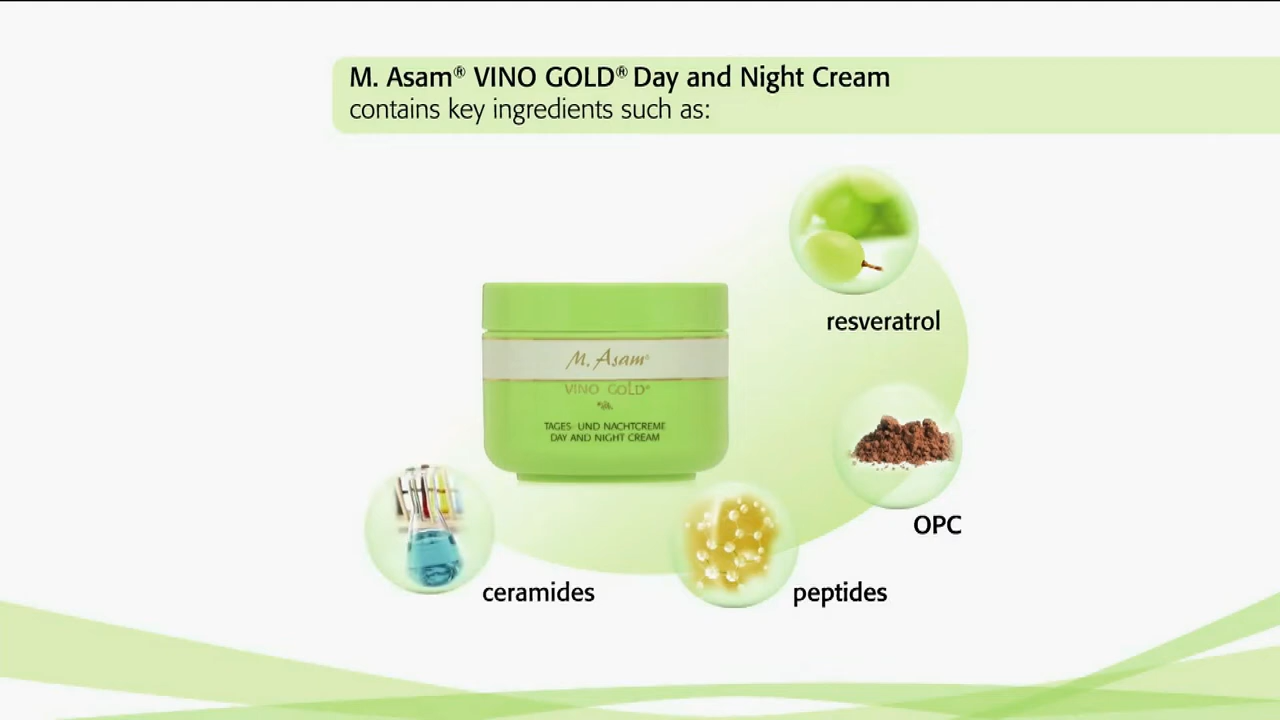 M. Asam® VINO GOLD® Day and Night Cream
contains key ingredients such as:
resveratrol
M. Asam®
VINO GOLD®
TAGES- UND NACHTCREME
DAY AND NIGHT CREAM
OPC
ceramides
peptides